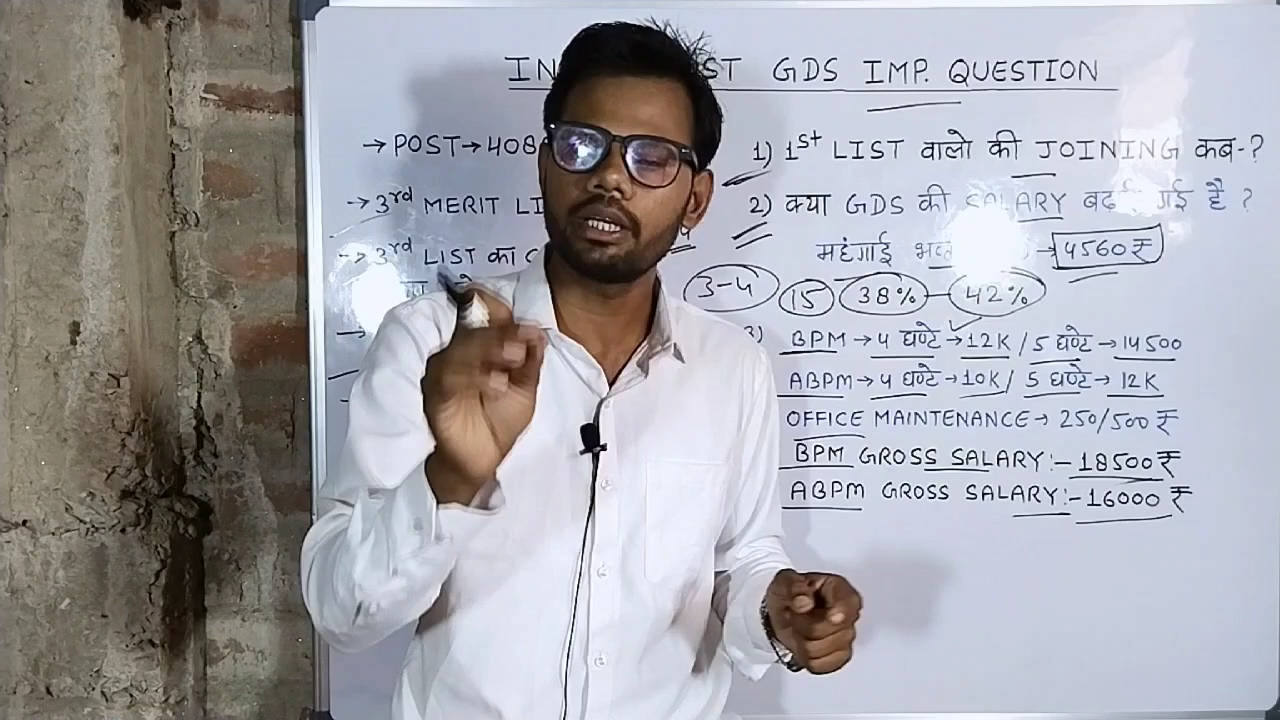 ST GDS IMP. QUESTION
→ POST → 408
→ 3rd MERIT LI
→ 3rd LIST का
1) 1st LIST वालो की JOINING कब-?
2) क्या GDS की SALARY बढ़ गई है ?
महंगाई → 4560₹
3-4 15 38% - 42%
3) BPM → 4 घण्टे → 12K / 5 घण्टे → 14500
ABPM → 4 घण्टे → 10K / 5 घण्टे → 12K
OFFICE MAINTENANCE → 250/500 ₹
BPM GROSS SALARY :- 18500 ₹
ABPM GROSS SALARY :- 16000 ₹